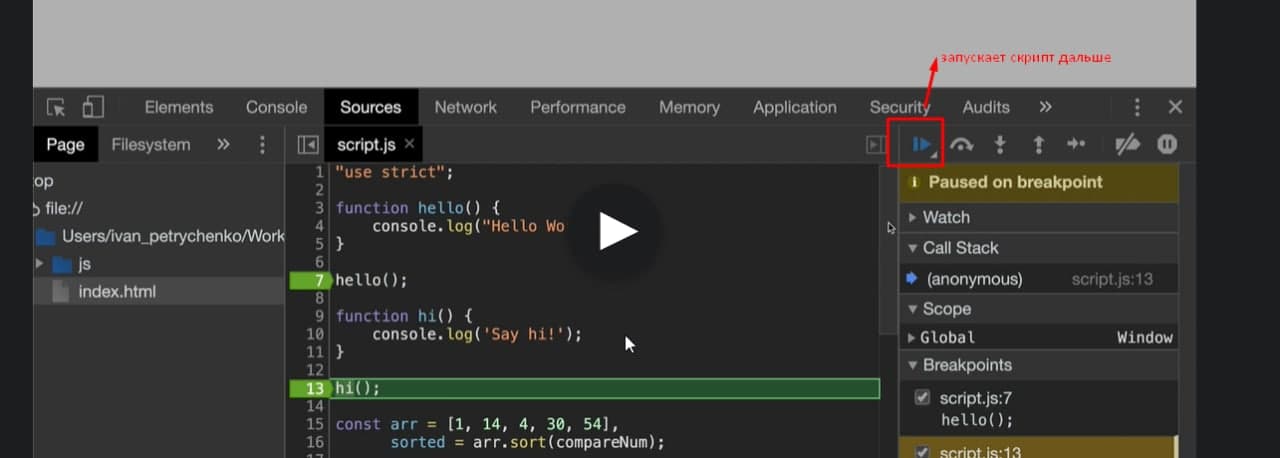 запускает скрипт дальше
Elements Console Sources Network Performance Memory Application Security Audits »
Page Filesystem » script.js ×
Paused on breakpoint
Watch
Call Stack
(anonymous) script.js:13
Scope
Global Window
Breakpoints
script.js:7
hello();
script.js:13
op
file://
Users/ivan_petrychenko/Work
js
index.html
1 "use strict";
2
3 function hello() {
4 console.log("Hello Wo
5 }
6
7 hello();
8
9 function hi() {
10 console.log('Say hi!');
11 }
12
13 hi();
14
15 const arr = [1, 14, 4, 30, 54],
16 sorted = arr.sort(compareNum);